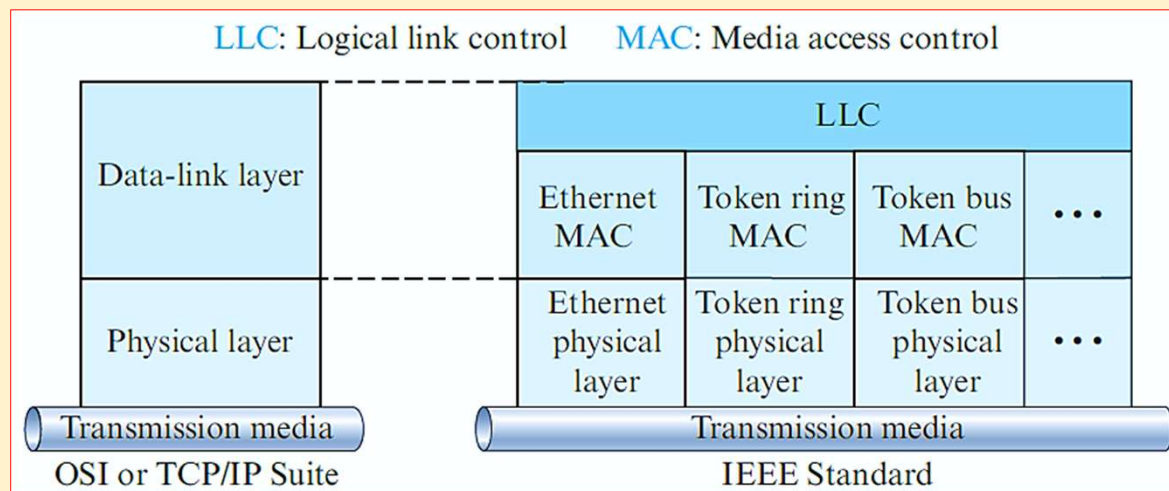 LLC: Logical link control MAC: Media access control
Data-link layer
Physical layer
Transmission media
OSI or TCP/IP Suite
LLC
Ethernet
MAC
Token ring
MAC
Token bus
MAC
•••
Ethernet
physical
layer
Token ring
physical
layer
Token bus
physical
layer
•••
Transmission media
IEEE Standard